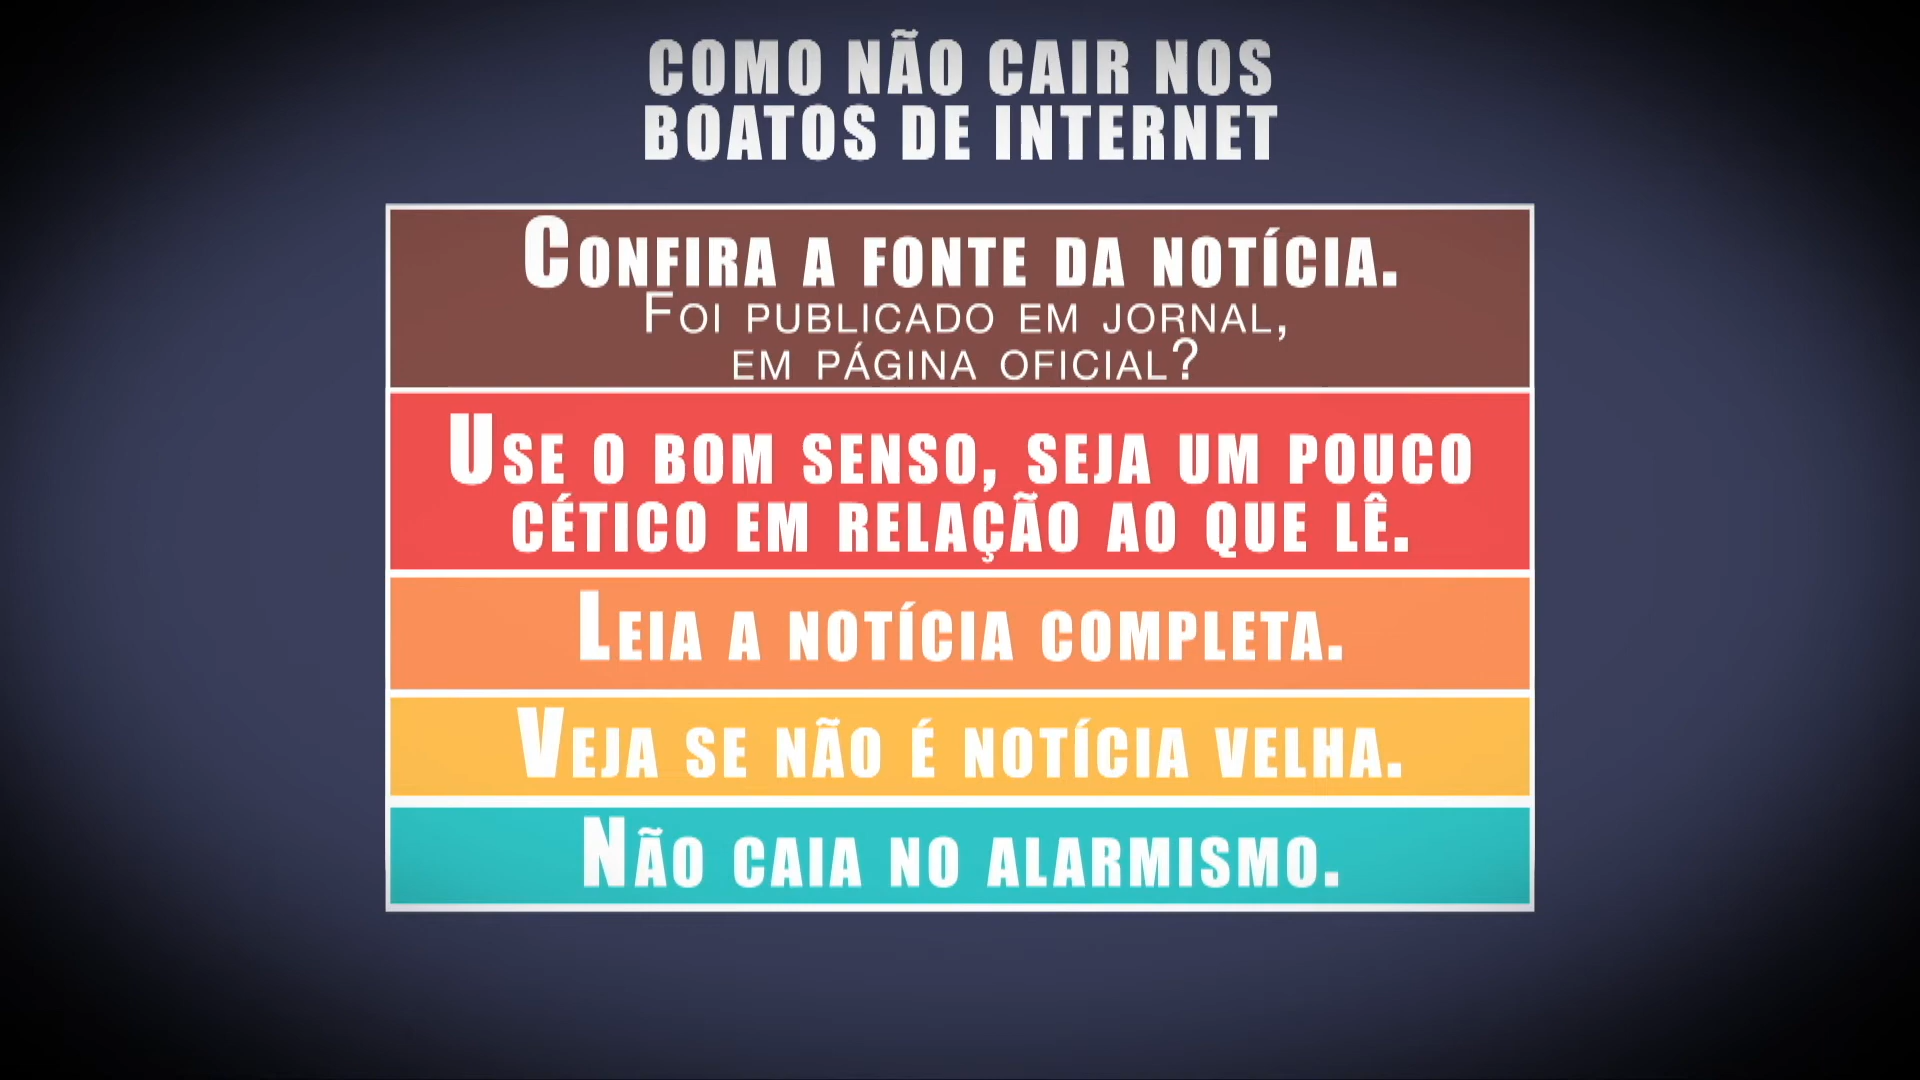 COMO NÃO CAIR NOS
BOATOS DE INTERNET
CONFIRA A FONTE DA NOTÍCIA.
FOI PUBLICADO EM JORNAL,
EM PÁGINA OFICIAL?
USE O BOM SENSO, SEJA UM POUCO
CÉTICO EM RELAÇÃO AO QUE LÊ.
LEIA A NOTÍCIA COMPLETA.
VEJA SE NÃO É NOTÍCIA VELHA.
NÃO CAIA NO ALARMISMO.